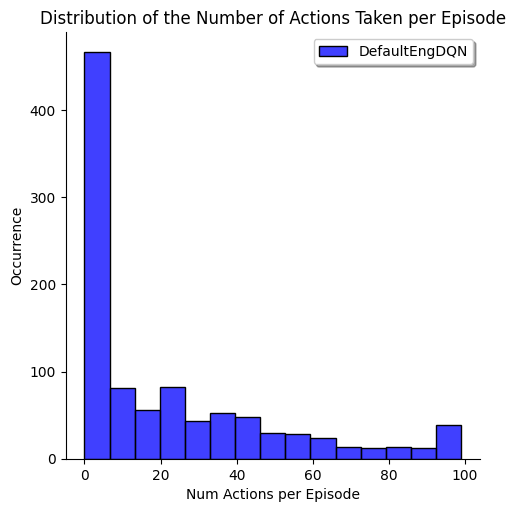 Distribution of the Number of Actions Taken per Episode
DefaultEngDQN
400
300
200
100
0
Occurrence
0 20 40 60 80 100
Num Actions per Episode